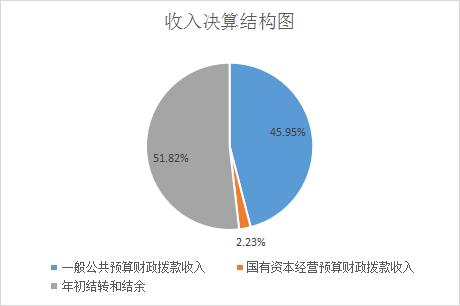 收入决算结构图
45.95%
51.82%
2.23%
一般公共预算财政拨款收入
国有资本经营预算财政拨款收入
年初结转和结余